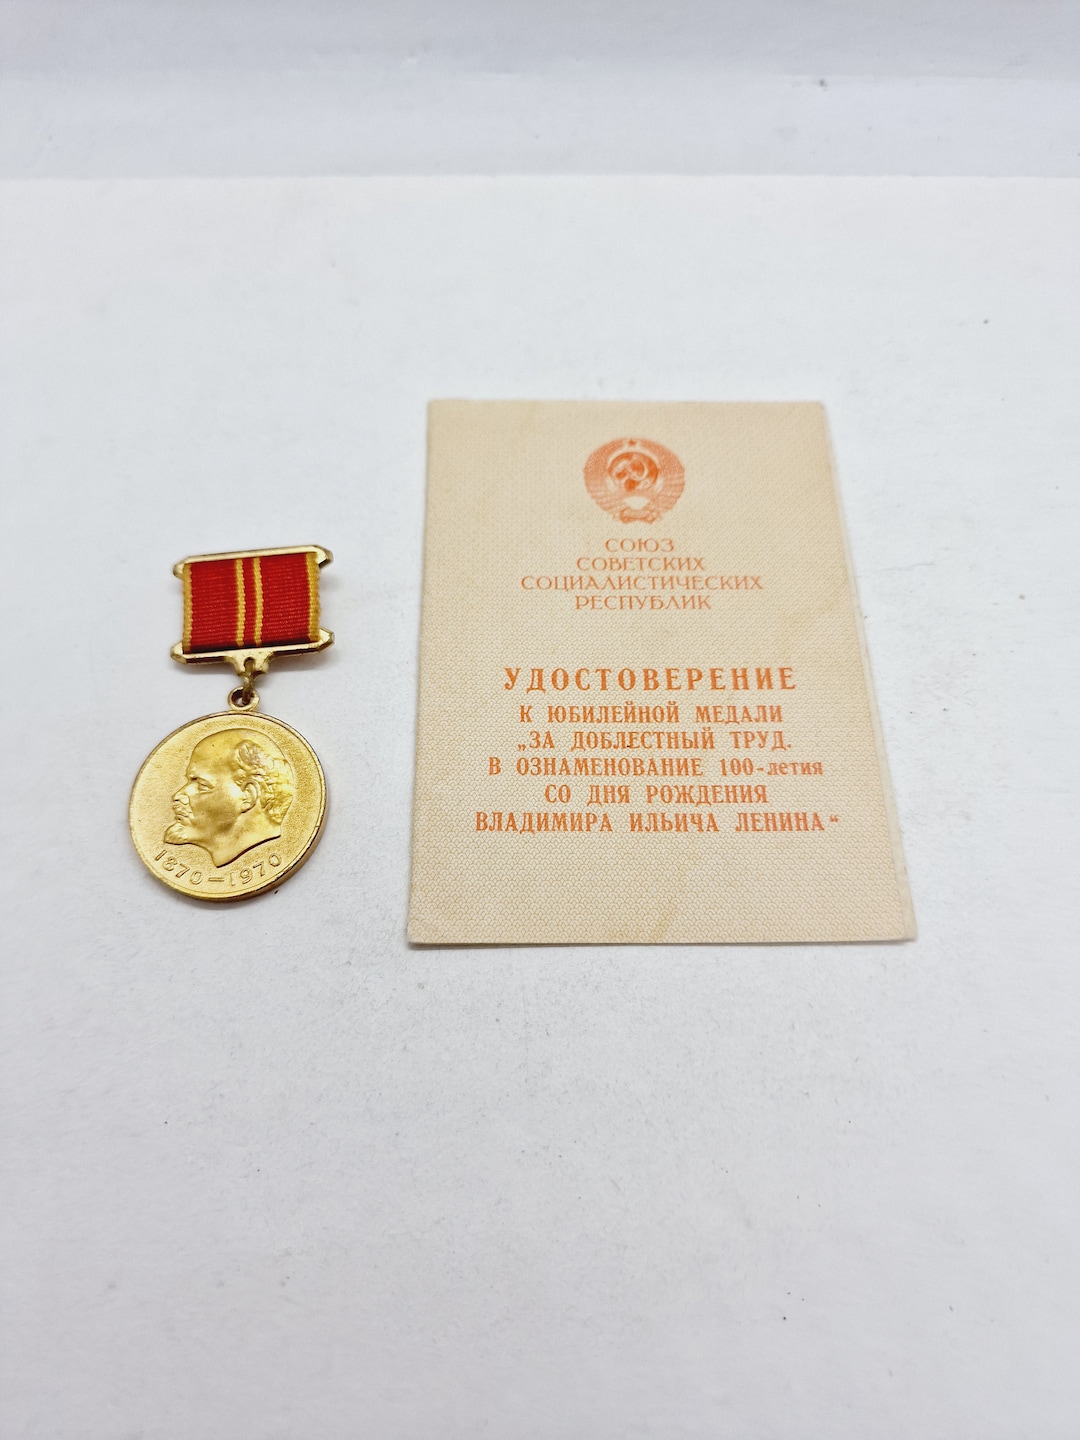 1870–1970
СОЮЗ
СОВЕТСКИХ
СОЦИАЛИСТИЧЕСКИХ
РЕСПУБЛИК
УДОСТОВЕРЕНИЕ
К ЮБИЛЕЙНОЙ МЕДАЛИ
„ЗА ДОБЛЕСТНЫЙ ТРУД.
В ОЗНАМЕНОВАНИЕ 100-летия
СО ДНЯ РОЖДЕНИЯ
ВЛАДИМИРА ИЛЬИЧА ЛЕНИНА“